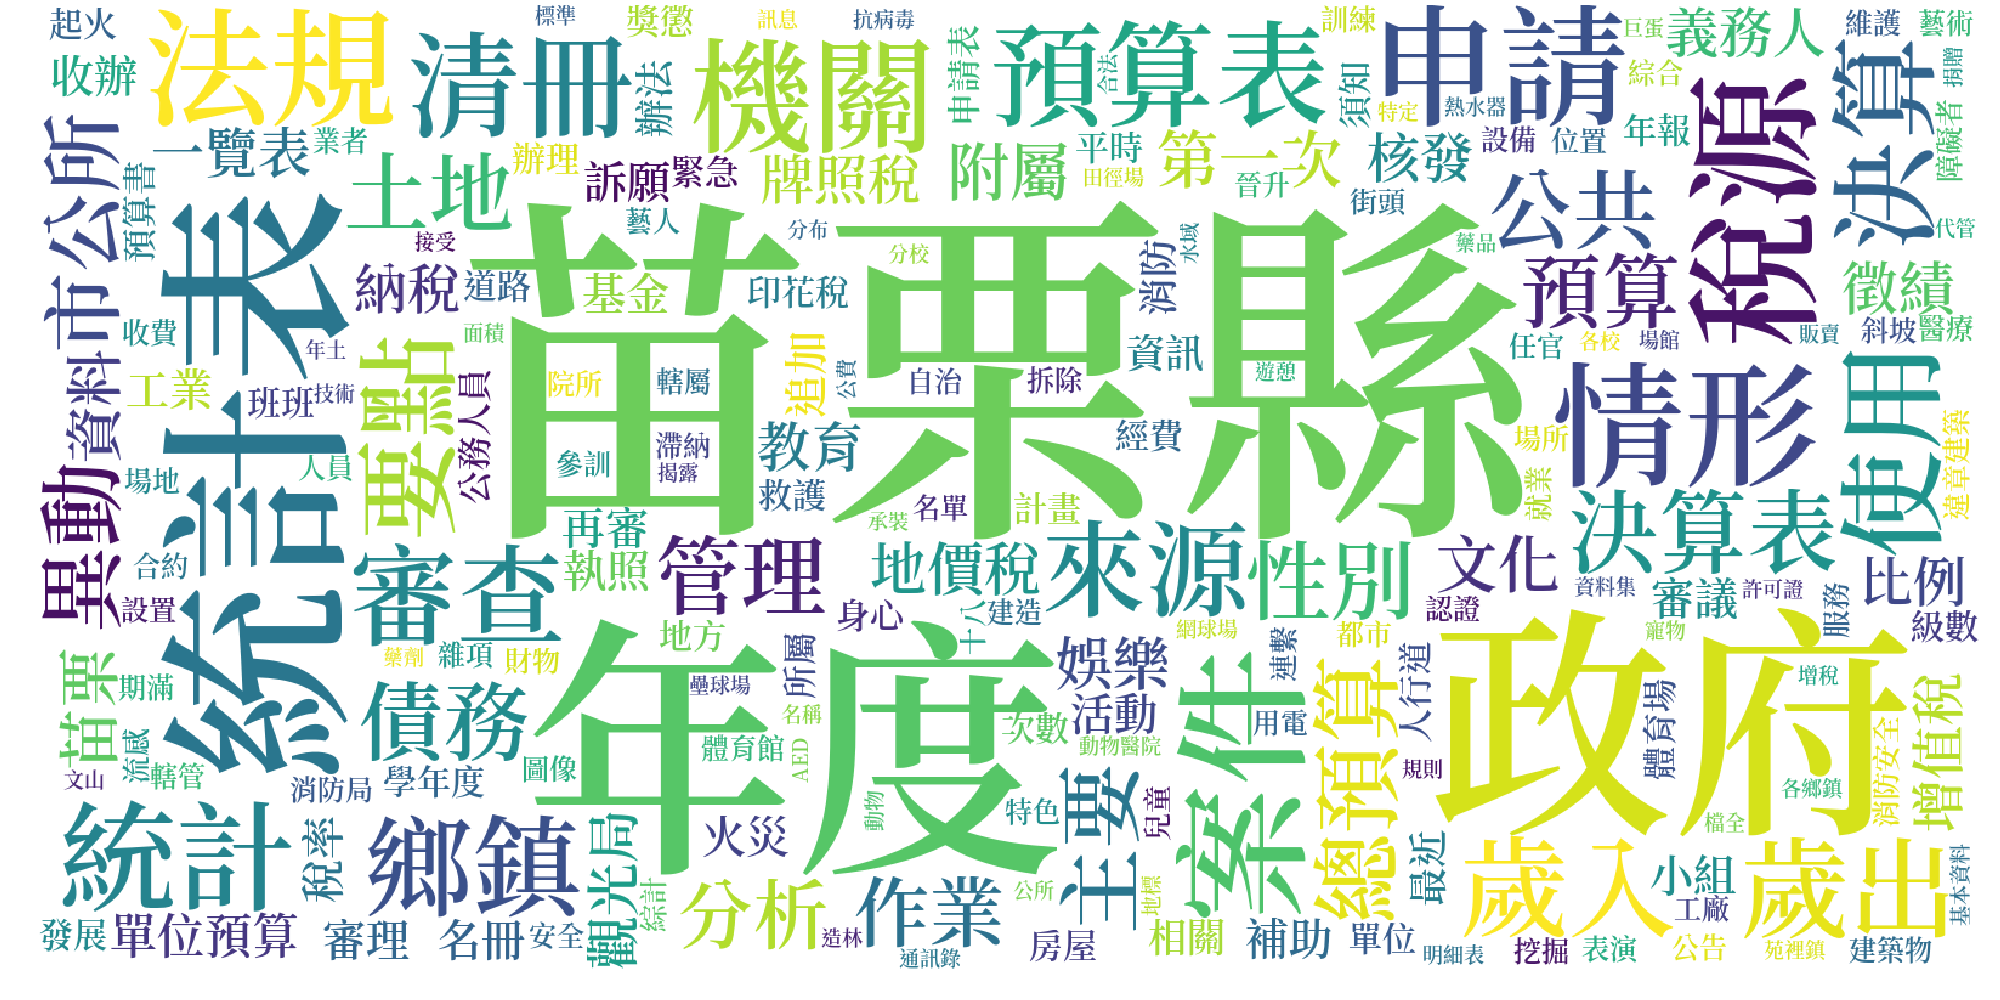 苗栗縣
政府
年度
統計表
稅源
申請
法規
清冊
機關
預算表
決算
義務人
維護
藝術
捐贈
巨蛋
綜合
訓練
起火
收辦
標準
獎懲
訊息
抗病毒
辦法
申請表
合法
須知
特定
熱水器
設備
位置
年報
障礙者
代管
市公所
一覽表
業者
預算書
土地
辦理
訴願
緊急
牌照稅
附屬
平時
田徑場
第一次
晉升
核發
街頭
公共
藥品
徵績
醫療
斜坡
販賣
預算
藝人
接受
分布
分校
水域
消防
納稅
道路
基金
印花稅
資訊
任官
各校
場館
收費
年土
面積
要點
工業
班班
技術
公務人員
院所
轄屬
追加
公費
自治
拆除
遊憩
經費
場所
情形
使用
違章建築
資料
異動
場地
人員
滯納
揭露
參訓
教育
救護
名單
計畫
承裝
就業
決算表
再審
執照
管理
地價稅
來源
性別
文化
資料集
審議
許可證
比例
級數
服務
認證
合約
設置
審查
身心
建造
十八
網球場
連繫
都市
寵物
地方
雜項
藥劑
財物
壘球場
所屬
名稱
娛樂
活動
次數
用電
人行道
體育場
增稅
各鄉鎮
消防安全
增值稅
苗栗
期滿
流感
轄管
文山
債務
體育館
AED
動物醫院
案件
總預算
規則
檔全
消防局
學年度
圖像
特色
動物
兒童
主要
火災
統計
稅率
鄉鎮
觀光局
綜計
分析
作業
公所
地標
最近
歲入
小組
歲出
工廠
基本資料
發展
單位預算
審理
名冊
安全
造林
通訊錄
房屋
相關
補助
單位
明細表
挖掘
表演
公告
苑裡鎮
建築物